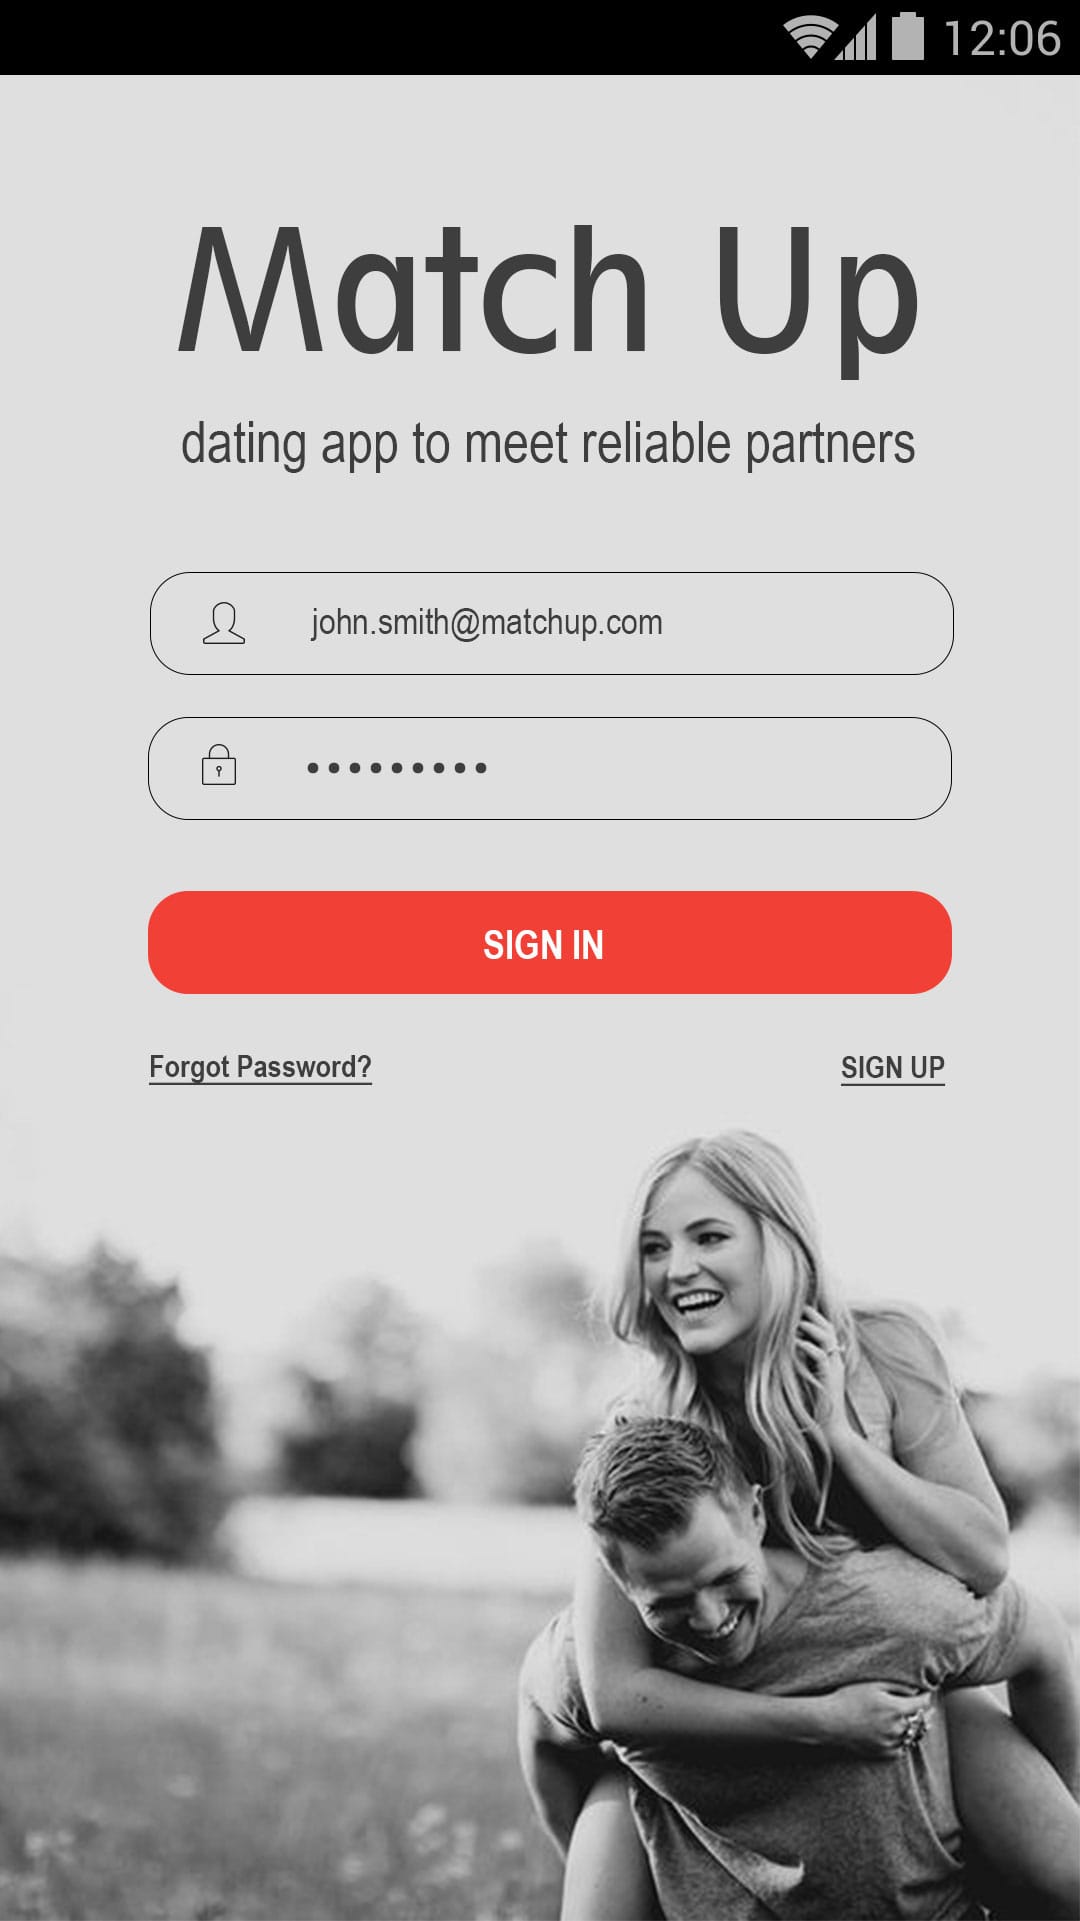 12:06
Match Up
dating app to meet reliable partners
john.smith@matchup.com
•••••••••
SIGN IN
Forgot Password? SIGN UP